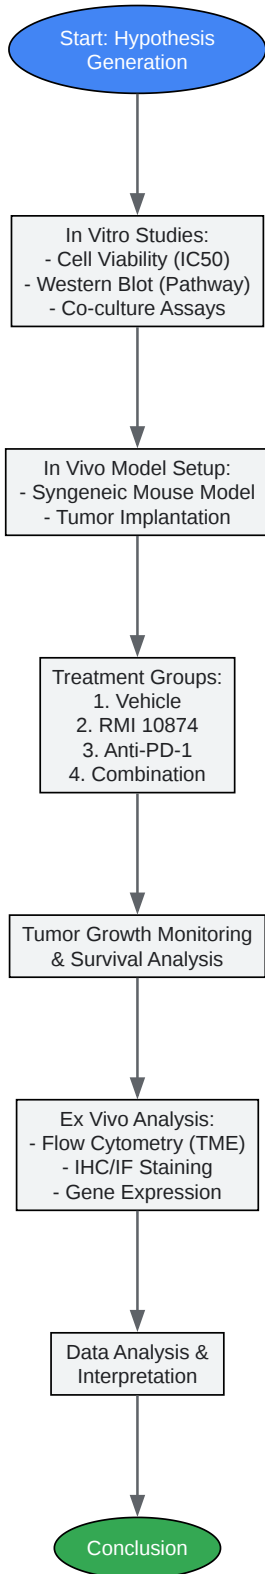 Start: Hypothesis
Generation
In Vitro Studies:
- Cell Viability (IC50)
- Western Blot (Pathway)
- Co-culture Assays
In Vivo Model Setup:
- Syngeneic Mouse Model
- Tumor Implantation
Treatment Groups:
1. Vehicle
2. RMI 10874
3. Anti-PD-1
4. Combination
Tumor Growth Monitoring
& Survival Analysis
Ex Vivo Analysis:
- Flow Cytometry (TME)
- IHC/IF Staining
- Gene Expression
Data Analysis &
Interpretation
Conclusion